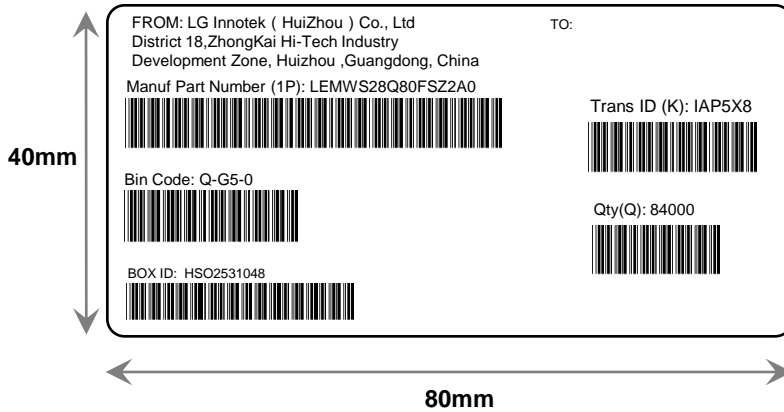 FROM: LG Innotek ( HuiZhou ) Co., Ltd
District 18,ZhongKai Hi-Tech Industry
Development Zone, Huizhou ,Guangdong, China
TO:
Manuf Part Number (1P): LEMWS28Q80FSZ2A0
Trans ID (K): IAP5X8
40mm
Bin Code: Q-G5-0
Qty(Q): 84000
BOX ID: HSO2531048
80mm